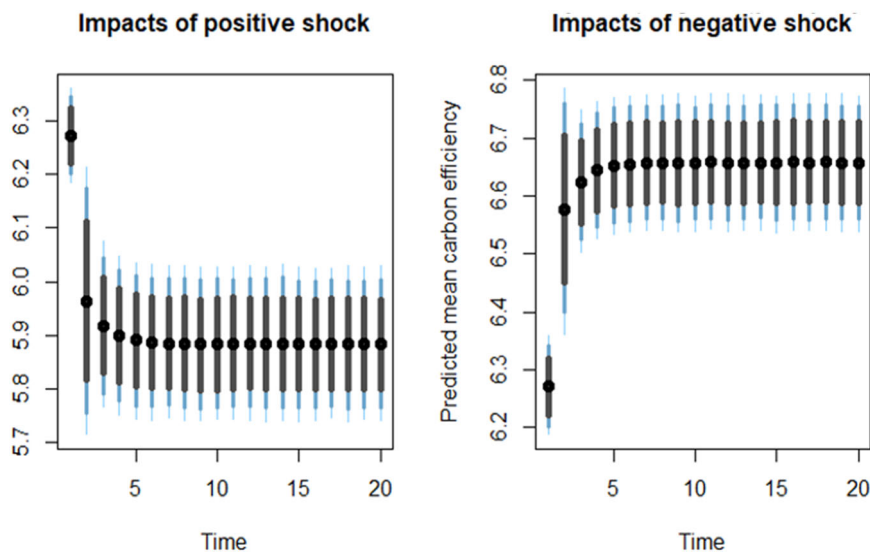 Impacts of positive shock
6.3
6.2
6.1
6.0
5.9
5.8
5.7
5 10 15 20
Time
Impacts of negative shock
Predicted mean carbon efficiency
6.8
6.7
6.6
6.5
6.4
6.3
6.2
5 10 15 20
Time